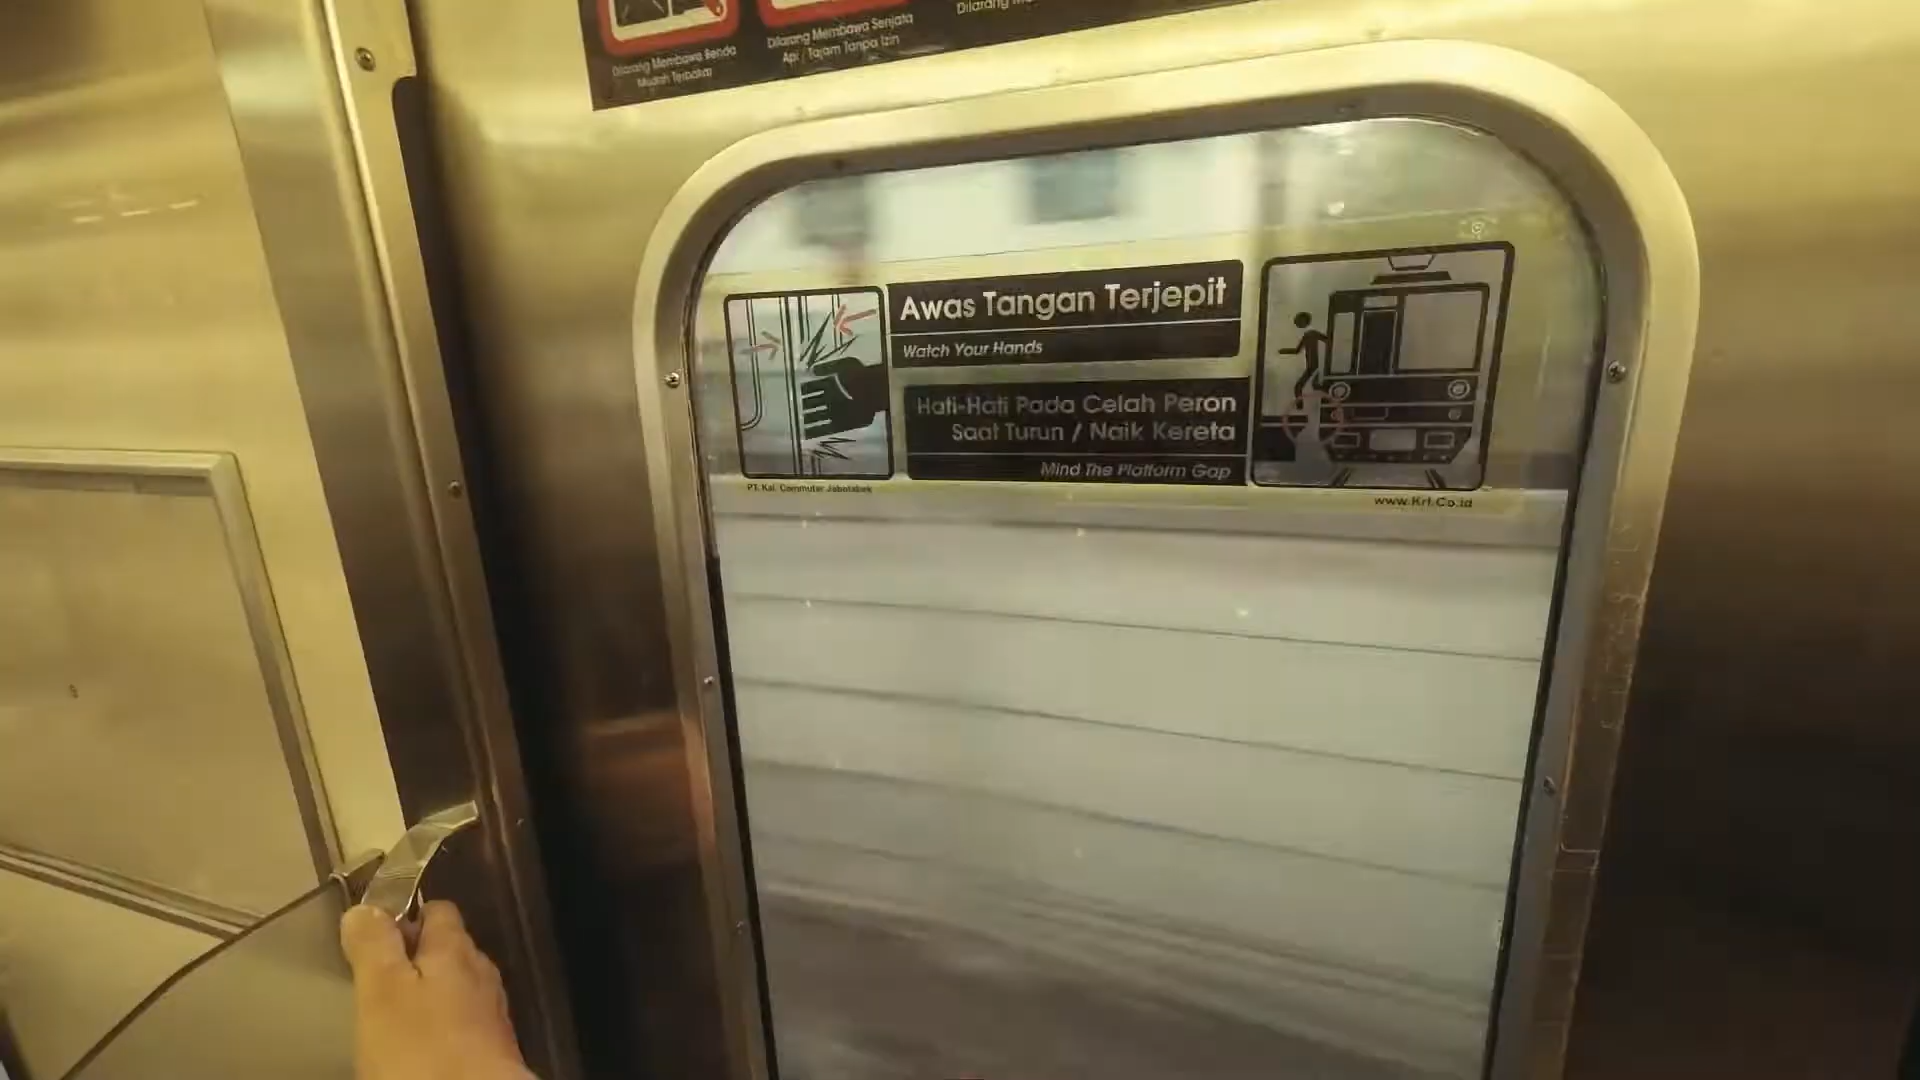 Dilarang Membawa Benda
Mudah Terbakar
Dilarang Membawa Senjata
Api / Tajam Tanpa Izin
Dilarang
Awas Tangan Terjepit
Watch Your Hands
Hati-Hati Pada Celah Peron
Saat Turun / Naik Kereta
Mind The Platform Gap
PT. Kai. Commuter Jabotabek
www.Krl.Co.id